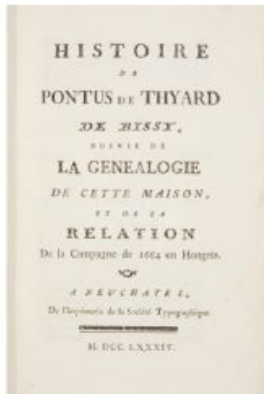 HISTOIRE
DE
PONTUS DE THYARD
DE BISSY,
SUIVIE DE
LA GENEALOGIE
DE CETTE MAISON,
ET DE LA
RELATION
De la Campagne de 1664 en Hongrie.
A NEUCHATEL,
De l'Imprimerie de la Société Typographique.
M. DCC. LXXXIV.